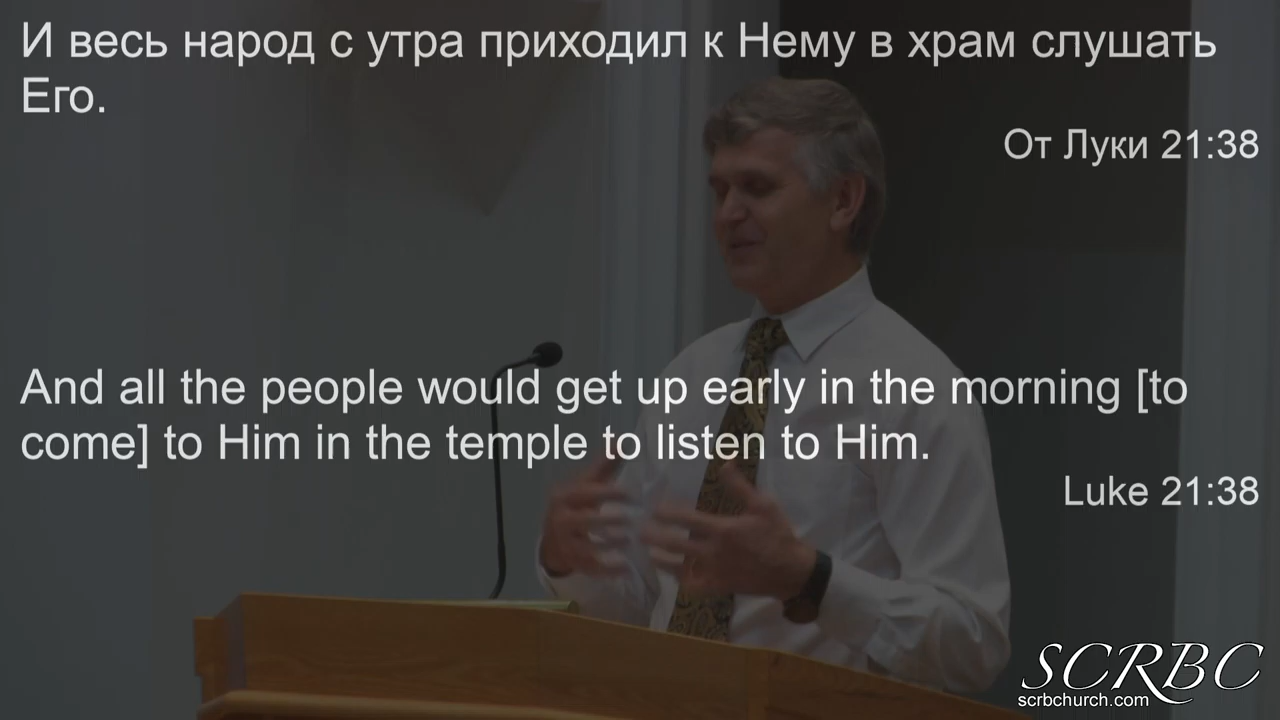 И весь народ с утра приходил к Нему в храм слушать
Его.
От Луки 21:38
And all the people would get up early in the morning [to
come] to Him in the temple to listen to Him.
Luke 21:38
SCRBC
scrbchurch.com